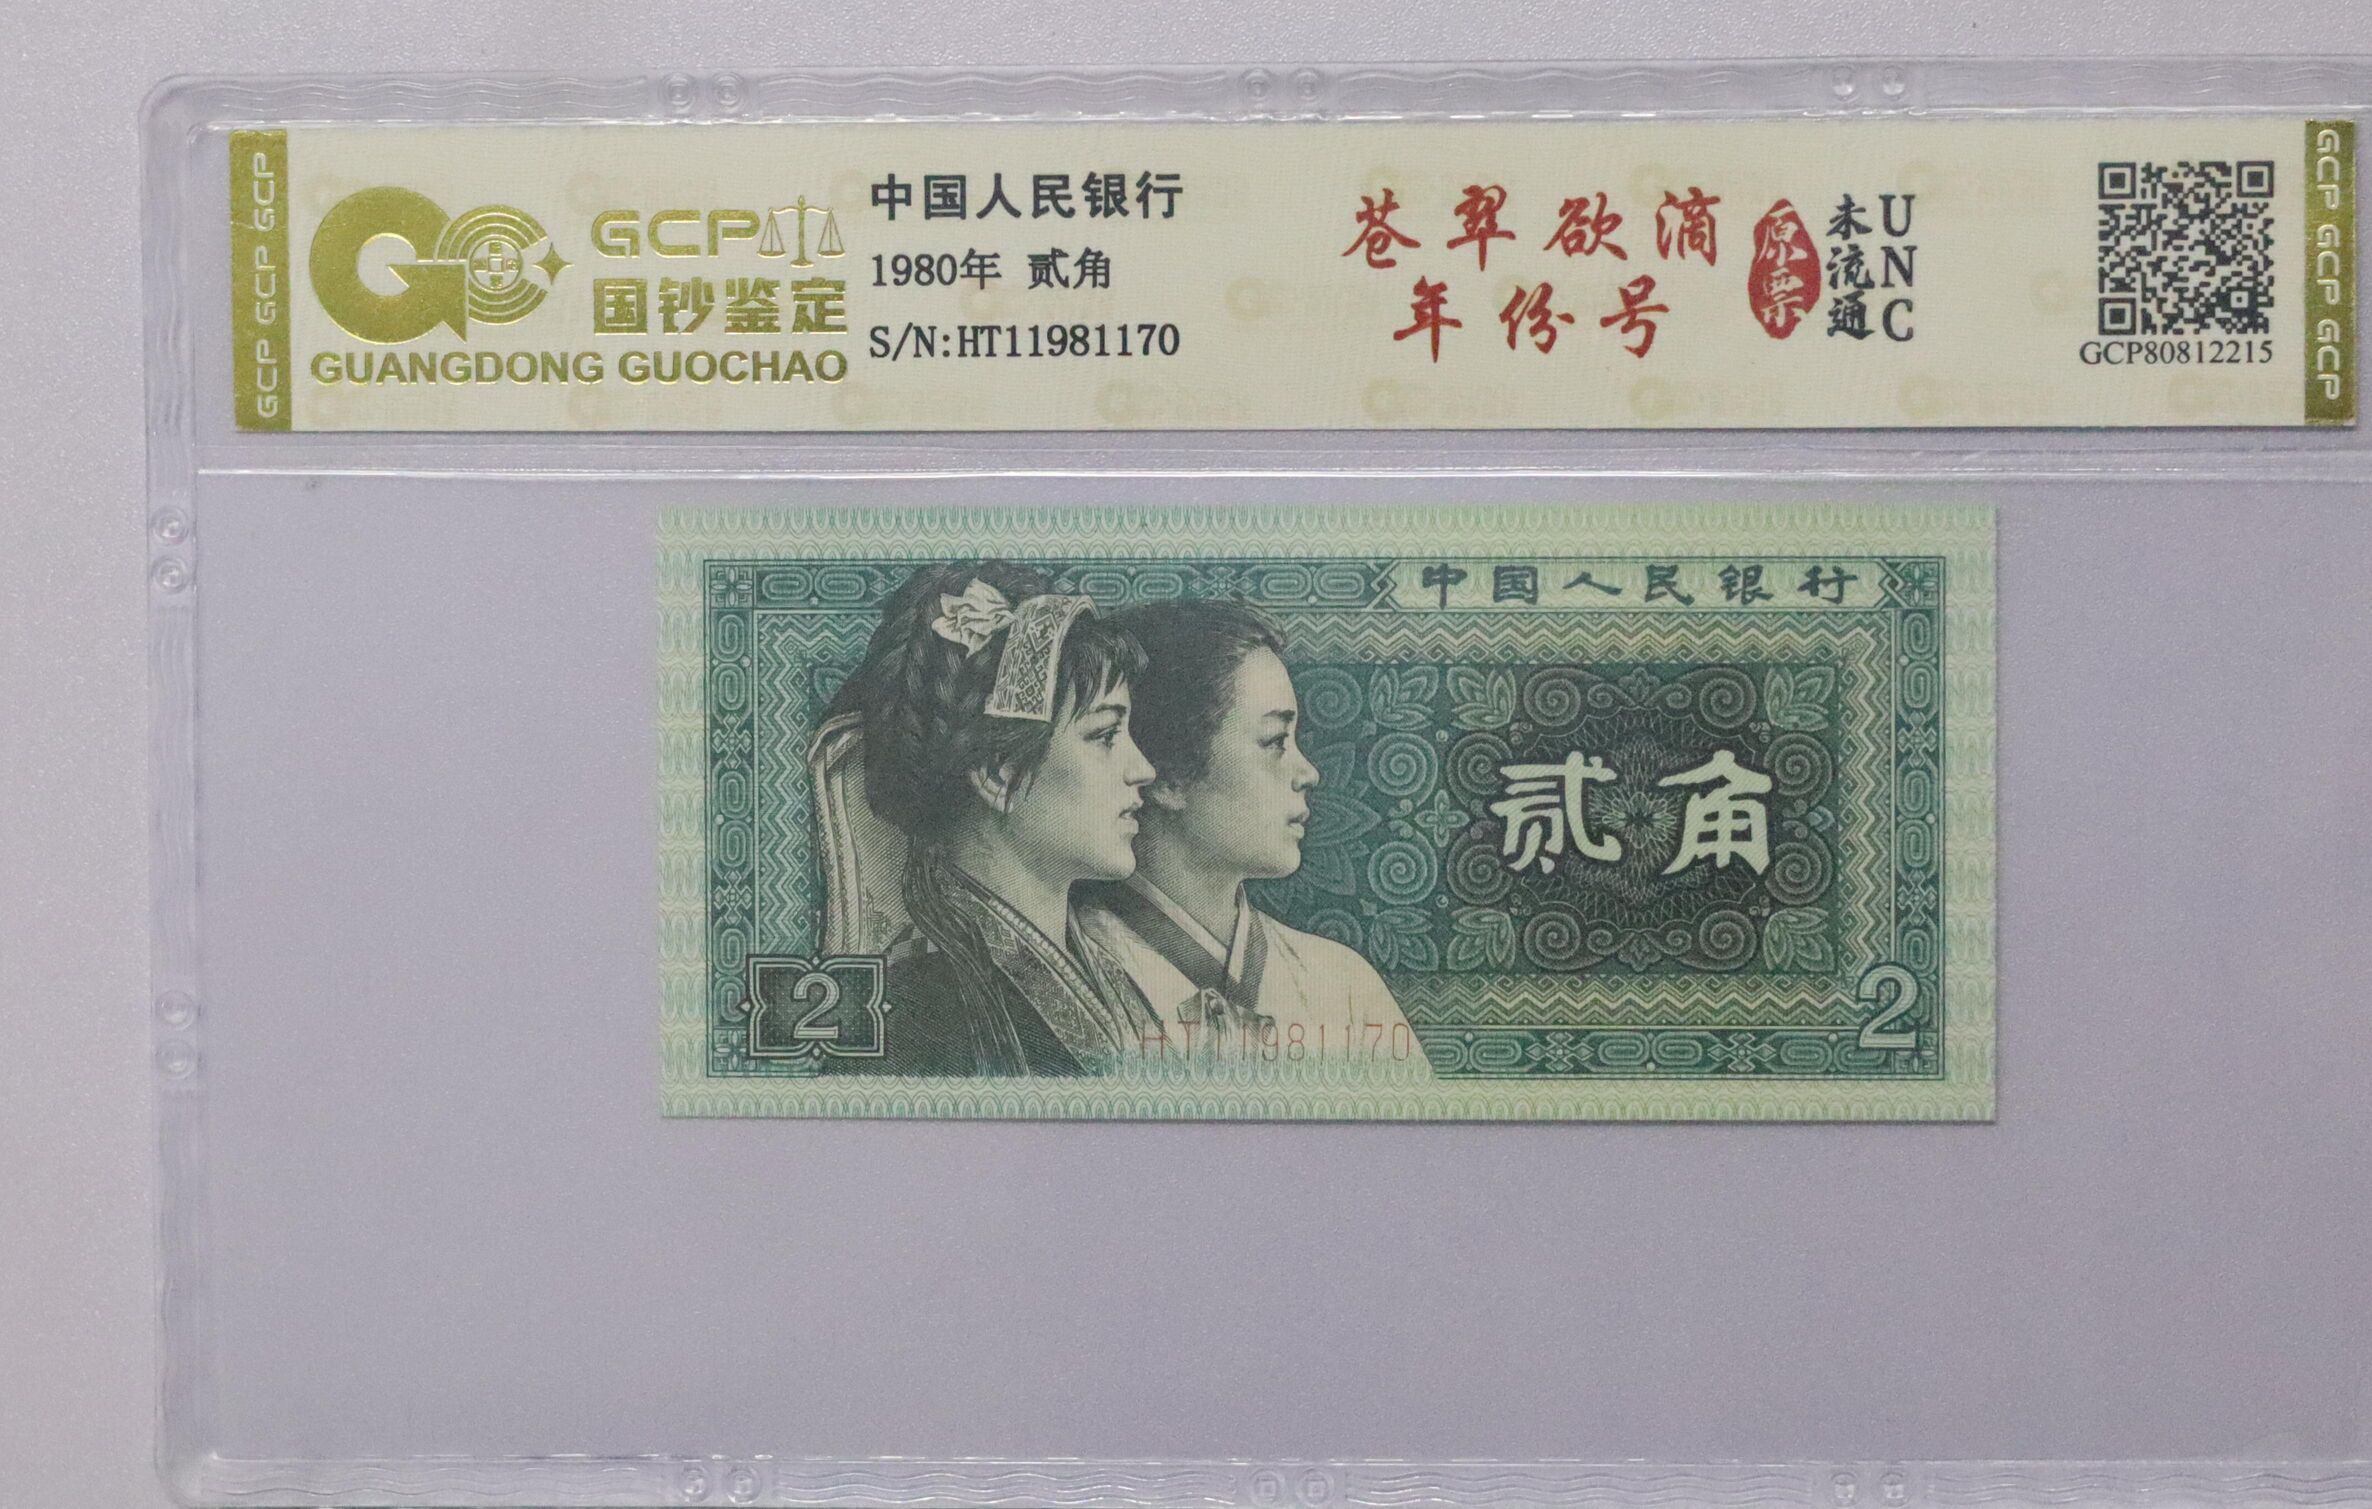 GCP GCP GCP
GCP
国钞鉴定
GUANGDONG GUOCHAO
中国人民银行
1980年 贰角
S/N:HT11981170
苍翠欲滴
年份号
原票
未流通
UNC
GCP80812215
GCP GCP GCP
中国人民银行
贰角
2
HT11981170
2